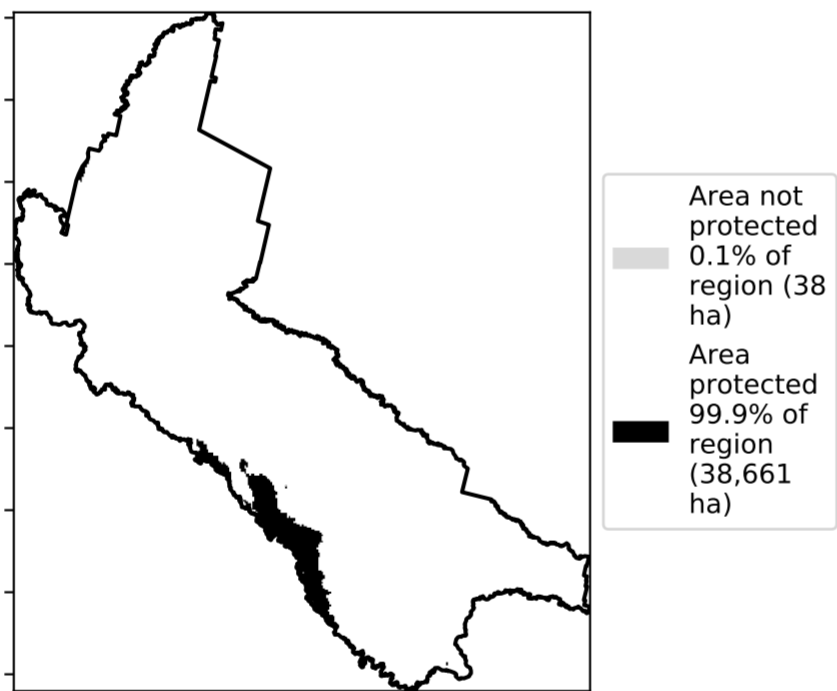 Area not
protected
0.1% of
region (38
ha)
Area
protected
99.9% of
region
(38,661
ha)